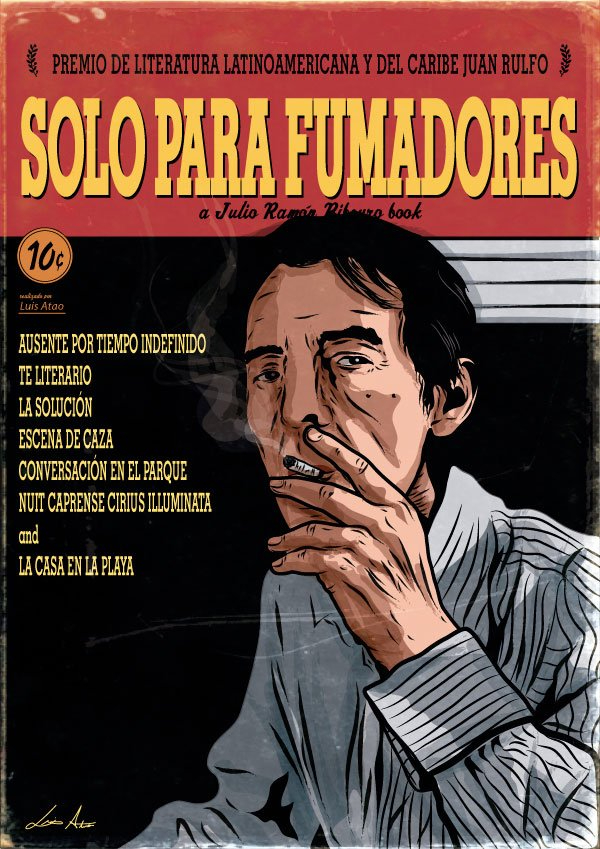 PREMIO DE LITERATURA LATINOAMERICANA Y DEL CARIBE JUAN RULFO
SOLO PARA FUMADORES
a Julio Ramón Ribeyro book
10¢
realizado por
Luis Atao
AUSENTE POR TIEMPO INDEFINIDO
TE LITERARIO
LA SOLUCIÓN
ESCENA DE CAZA
CONVERSACIÓN EN EL PARQUE
NUIT CAPRENSE CIRIUS ILLUMINATA
and
LA CASA EN LA PLAYA
Luis Atao